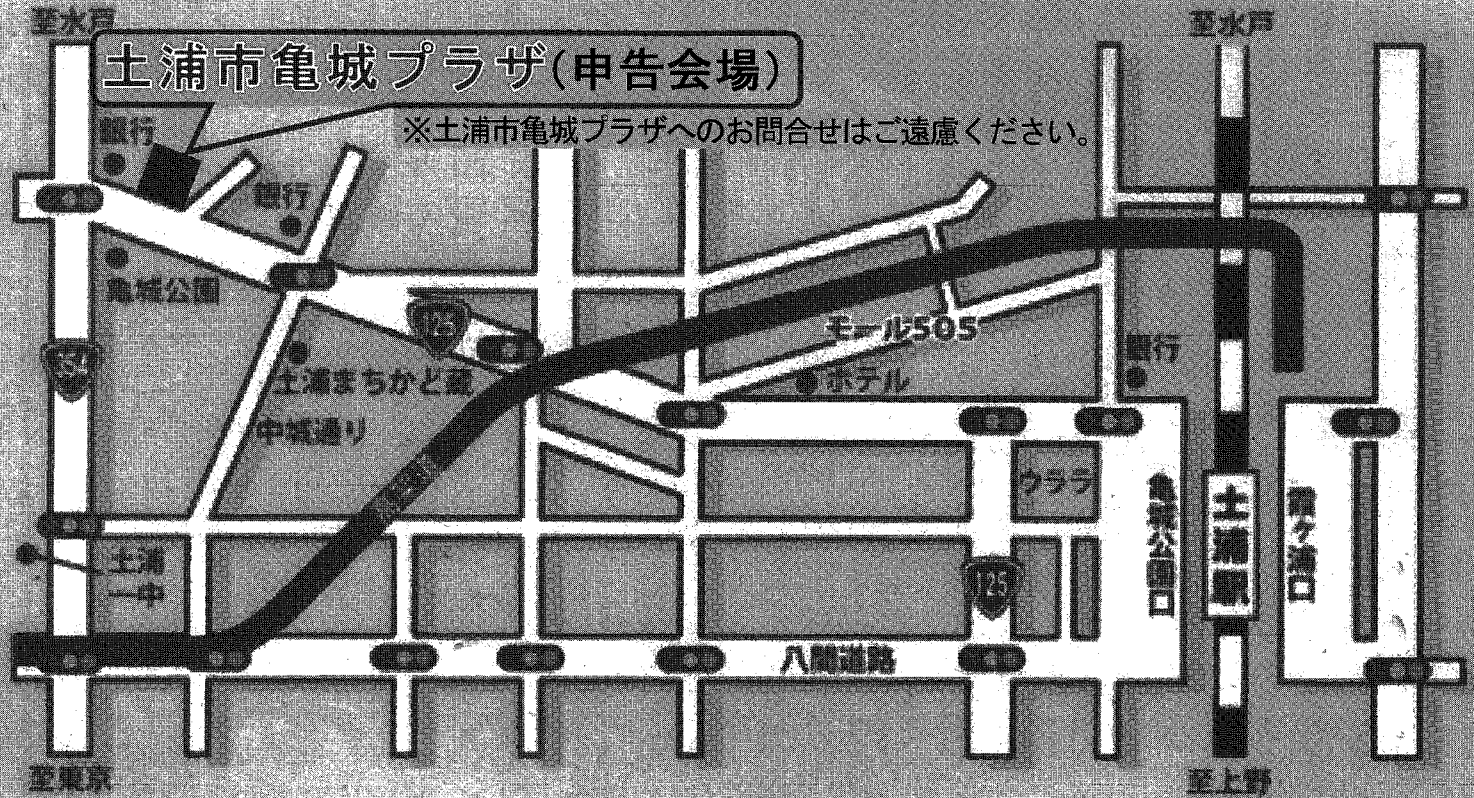 至水戸
至水戸
土浦市亀城プラザ(申告会場)
※土浦市亀城プラザへのお問合せはご遠慮ください。
銀行
銀行
亀城公園
125
354
モール505
銀行
土浦まちかど蔵
ホテル
中城通り
ウララ
亀城公園口
土浦駅
霞ヶ浦口
土浦
一中
125
八間道路
至東京
至上野